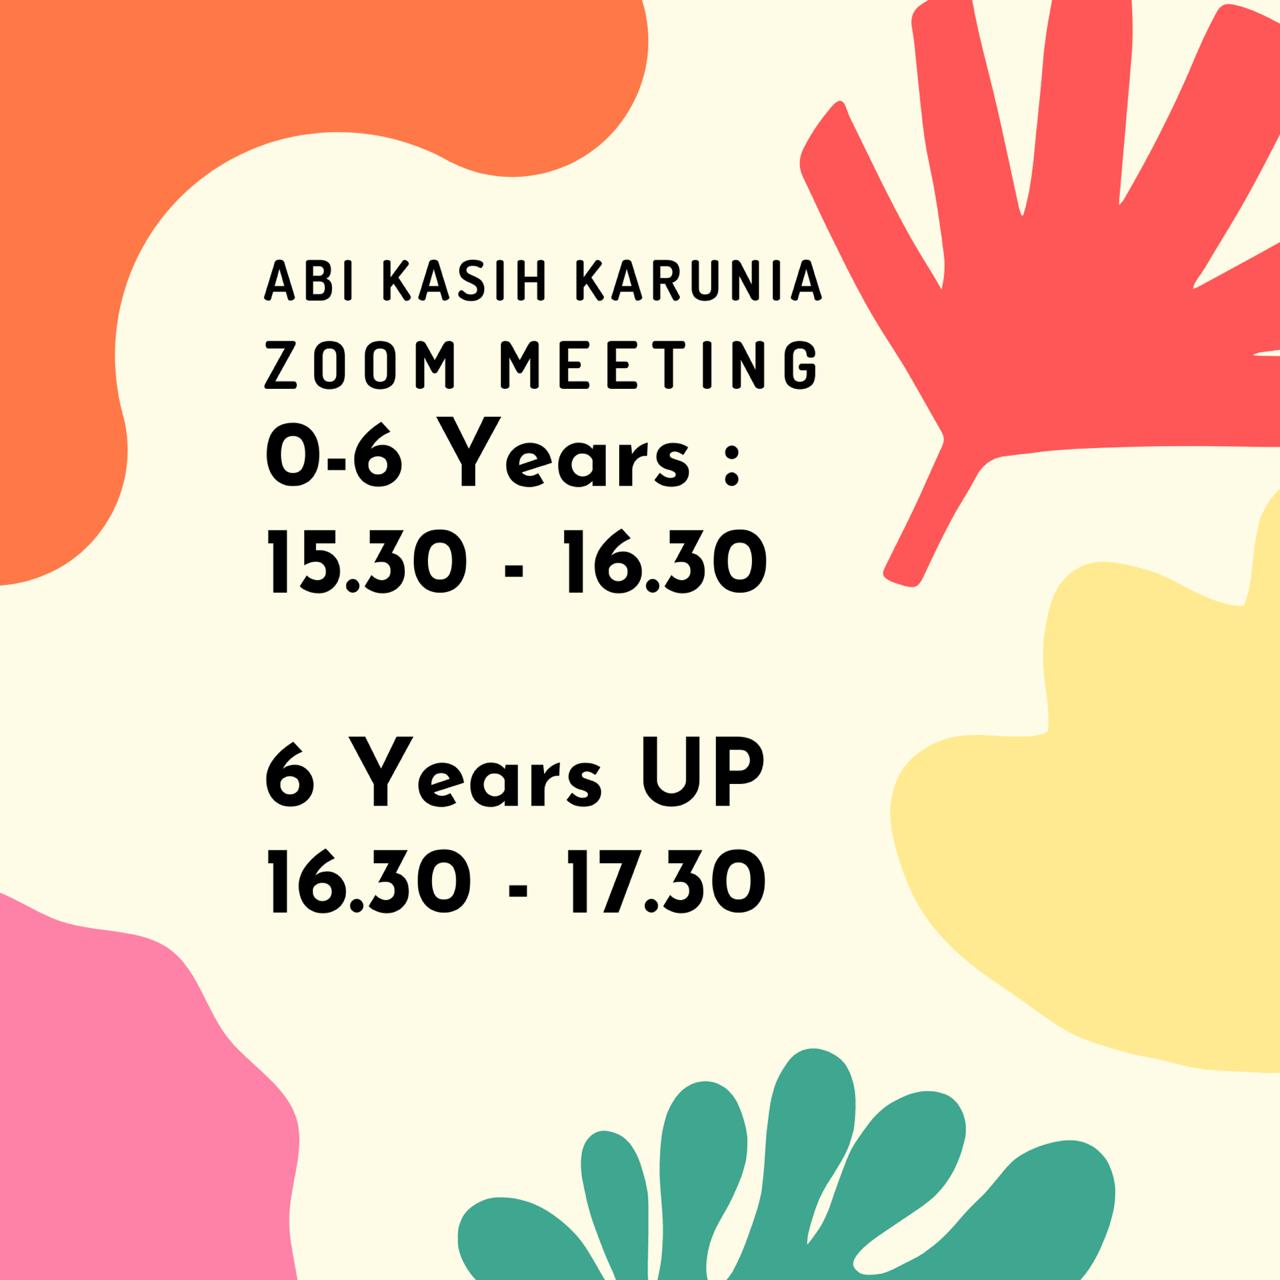 ABI KASIH KARUNIA
ZOOM MEETING
0-6 Years :
15.30 - 16.30
6 Years UP
16.30 - 17.30